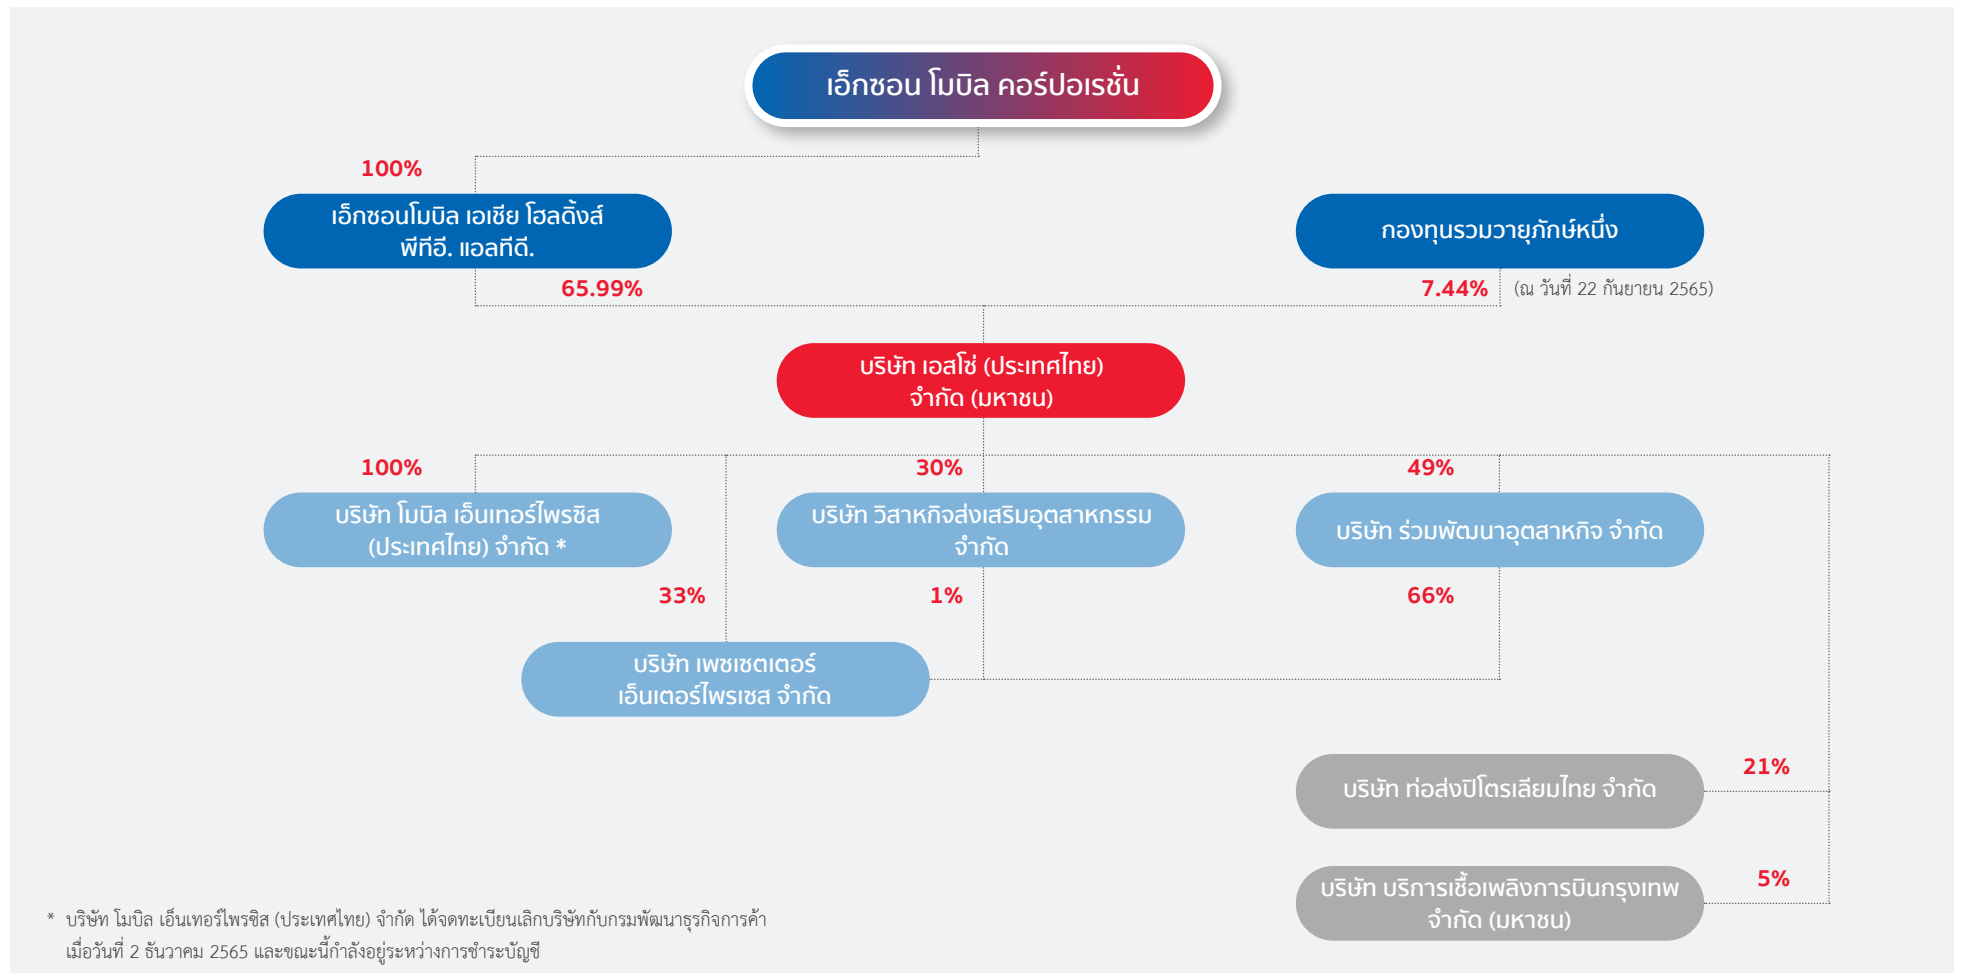 เอ็กซอน โมบิล คอร์ปอเรชั่น
100%
เอ็กซอนโมบิล เอเชีย โฮลดิ้งส์
พีทีอี. แอลทีดี.
กองทุนรวมวายุภักษ์หนึ่ง
65.99%
7.44% (ณ วันที่ 22 กันยายน 2565)
บริษัท เอสโซ่ (ประเทศไทย)
จำกัด (มหาชน)
100%
30%
49%
บริษัท โมบิล เอ็นเทอร์ไพรซิส
(ประเทศไทย) จำกัด *
บริษัท วิสาหกิจส่งเสริมอุตสาหกรรม
จำกัด
บริษัท ร่วมพัฒนาอุตสาหกิจ จำกัด
33%
1%
66%
บริษัท เพซเซตเตอร์
เอ็นเตอร์ไพรเซส จำกัด
21%
บริษัท ท่อส่งปิโตรเลียมไทย จำกัด
5%
บริษัท บริการเชื้อเพลิงการบินกรุงเทพ
จำกัด (มหาชน)
* บริษัท โมบิล เอ็นเทอร์ไพรซิส (ประเทศไทย) จำกัด ได้จดทะเบียนเลิกบริษัทกับกรมพัฒนาธุรกิจการค้า
เมื่อวันที่ 2 ธันวาคม 2565 และขณะนี้กำลังอยู่ระหว่างการชำระบัญชี